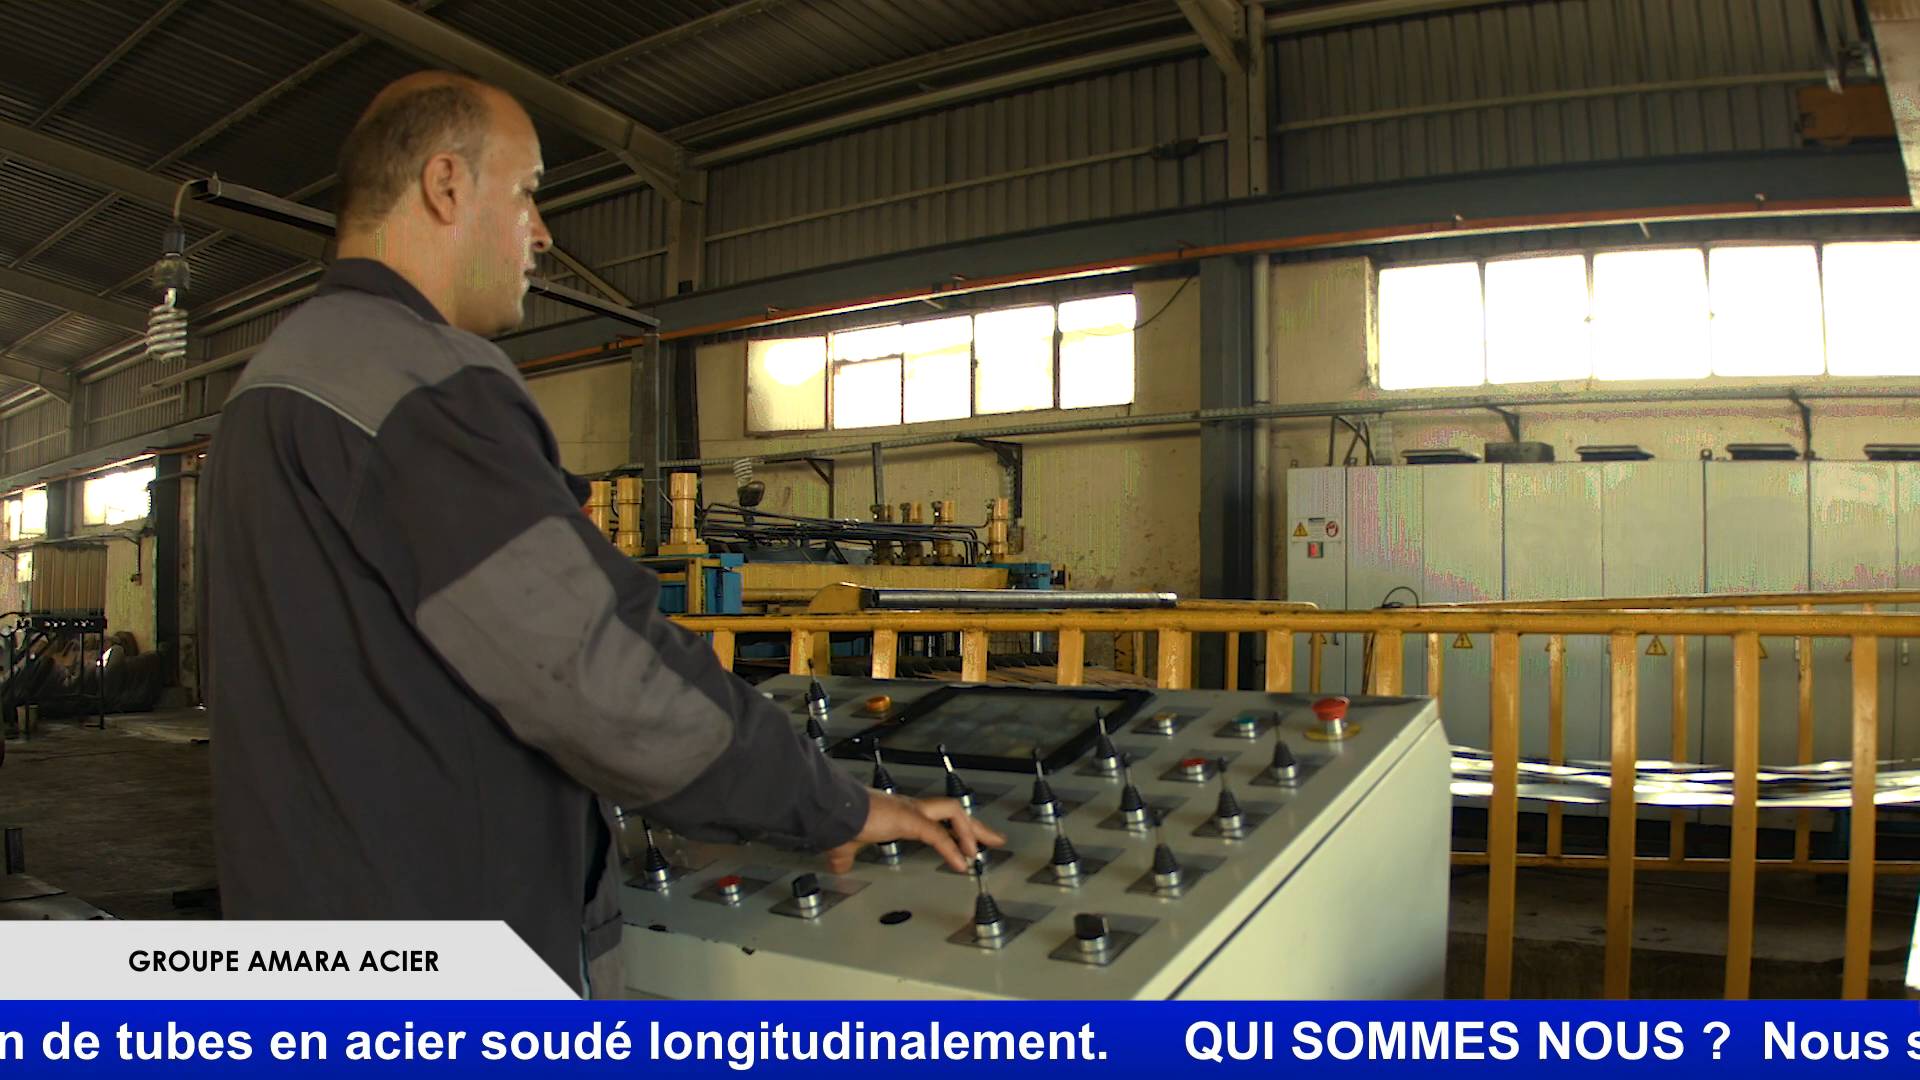 GROUPE AMARA ACIER
n de tubes en acier soudé longitudinalement. QUI SOMMES NOUS ? Nous s